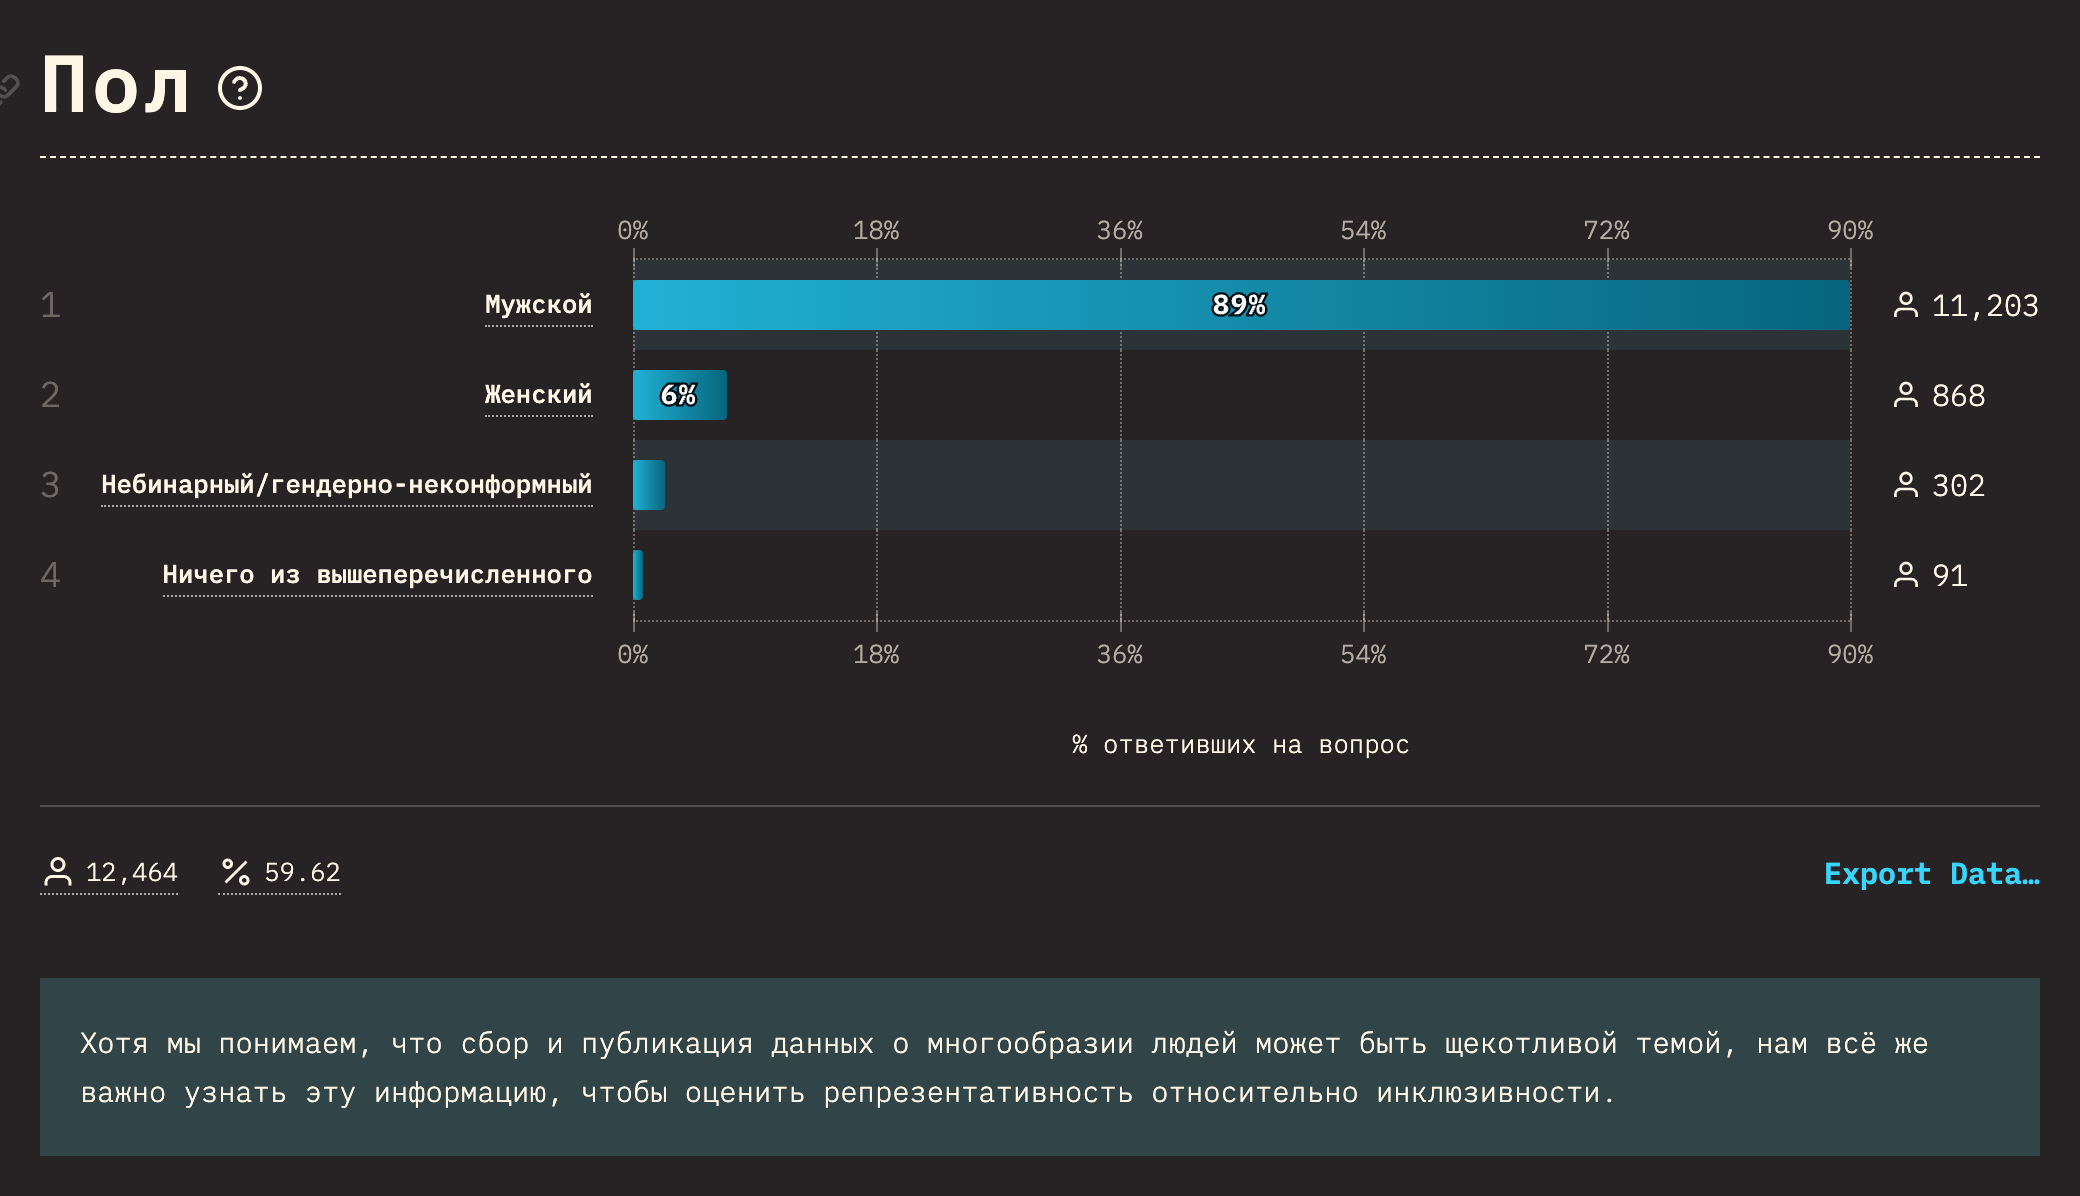 Пол
0% 18% 36% 54% 72% 90%
1 Мужской 89% 11,203
2 Женский 6% 868
3 Небинарный/гендерно-неконформный 302
4 Ничего из вышеперечисленного 91
0% 18% 36% 54% 72% 90%
% ответивших на вопрос
12,464 % 59.62 Export Data…
Хотя мы понимаем, что сбор и публикация данных о многообразии людей может быть щекотливой темой, нам всё же
важно узнать эту информацию, чтобы оценить репрезентативность относительно инклюзивности.